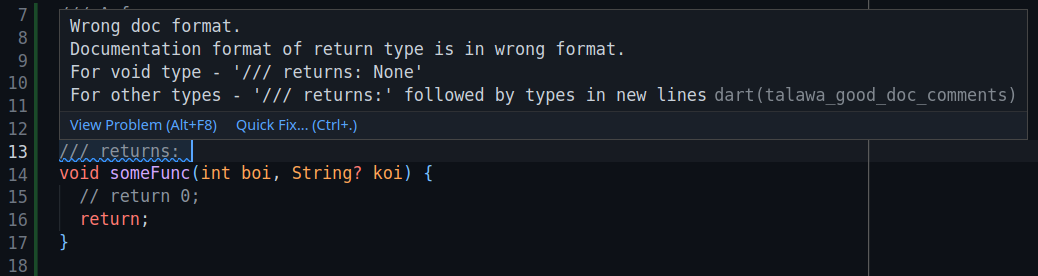 7
8
9
10
11
12
13
14
15
16
17
18
Wrong doc format.
Documentation format of return type is in wrong format.
For void type - '/// returns: None'
For other types - '/// returns:' followed by types in new lines dart(talawa_good_doc_comments)
View Problem (Alt+F8) Quick Fix... (Ctrl+.)
/// returns:
void someFunc(int boi, String? koi) {
// return 0;
return;
}